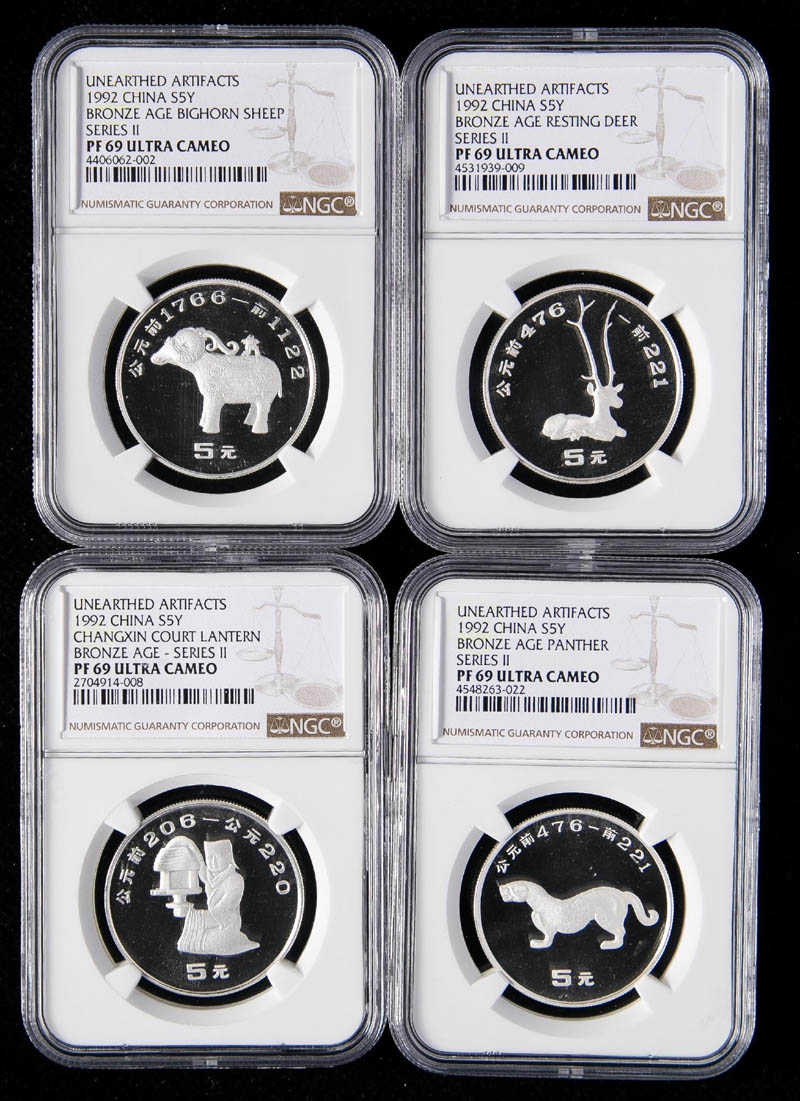 UNEARTHED ARTIFACTS
1992 CHINA S5Y
BRONZE AGE BIGHORN SHEEP
SERIES II
PF 69 ULTRA CAMEO
4406062-002
NUMISMATIC GUARANTY CORPORATION NGC®
公元前1766—前1122
5元
UNEARTHED ARTIFACTS
1992 CHINA S5Y
BRONZE AGE RESTING DEER
SERIES II
PF 69 ULTRA CAMEO
4531939-009
NUMISMATIC GUARANTY CORPORATION NGC®
公元前476—前221
5元
UNEARTHED ARTIFACTS
1992 CHINA S5Y
CHANGXIN COURT LANTERN
BRONZE AGE - SERIES II
PF 69 ULTRA CAMEO
2704914-008
NUMISMATIC GUARANTY CORPORATION NGC®
公元前206—公元220
5元
UNEARTHED ARTIFACTS
1992 CHINA S5Y
BRONZE AGE PANTHER
SERIES II
PF 69 ULTRA CAMEO
4548263-022
NUMISMATIC GUARANTY CORPORATION NGC®
公元前476—前221
5元